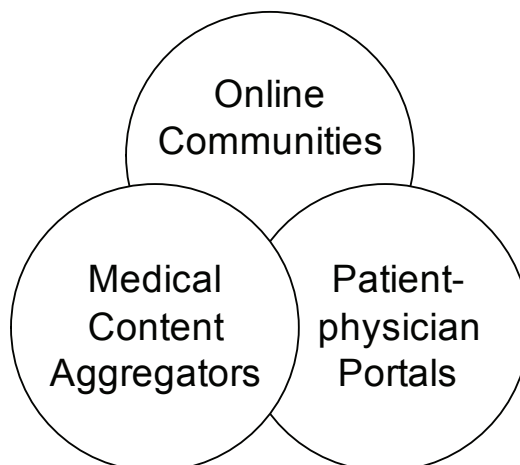 Online
Communities
Medical
Content
Aggregators
Patient-
physician
Portals